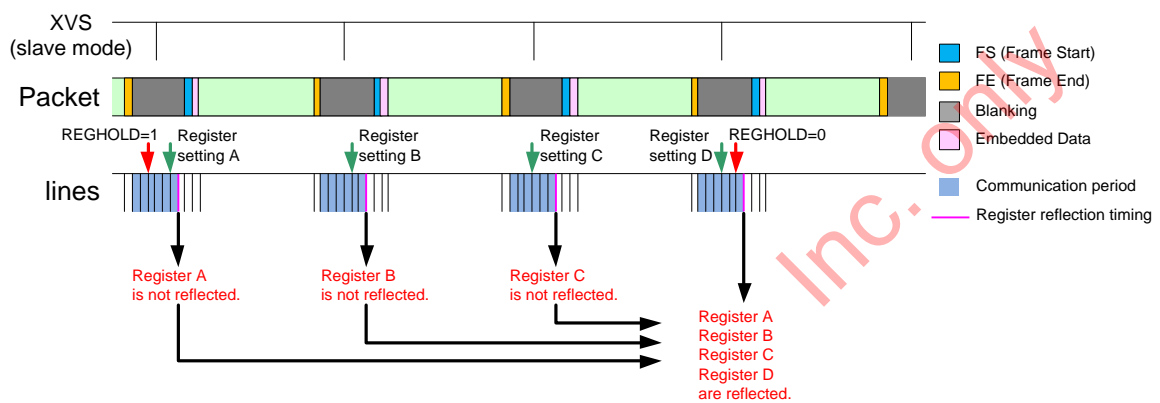 XVS
(slave mode)
Packet
FS (Frame Start)
FE (Frame End)
Blanking
Embedded Data
Communication period
Register reflection timing
REGHOLD=1
Register
setting A
Register
setting B
Register
setting C
Register
setting D
REGHOLD=0
lines
Register A
is not reflected.
Register B
is not reflected.
Register C
is not reflected.
Register A
Register B
Register C
Register D
are reflected.
Inc. only